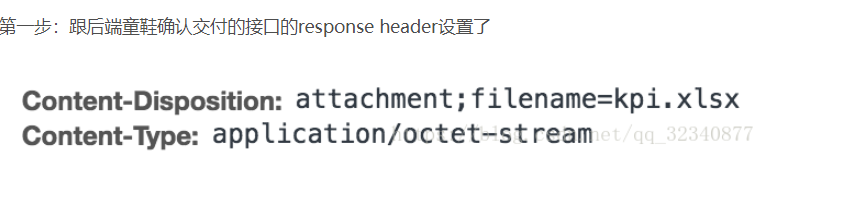 第一步：跟后端童鞋确认交付的接口的response header设置了
Content-Disposition: attachment;filename=kpi.xlsx
Content-Type: application/octet-stream